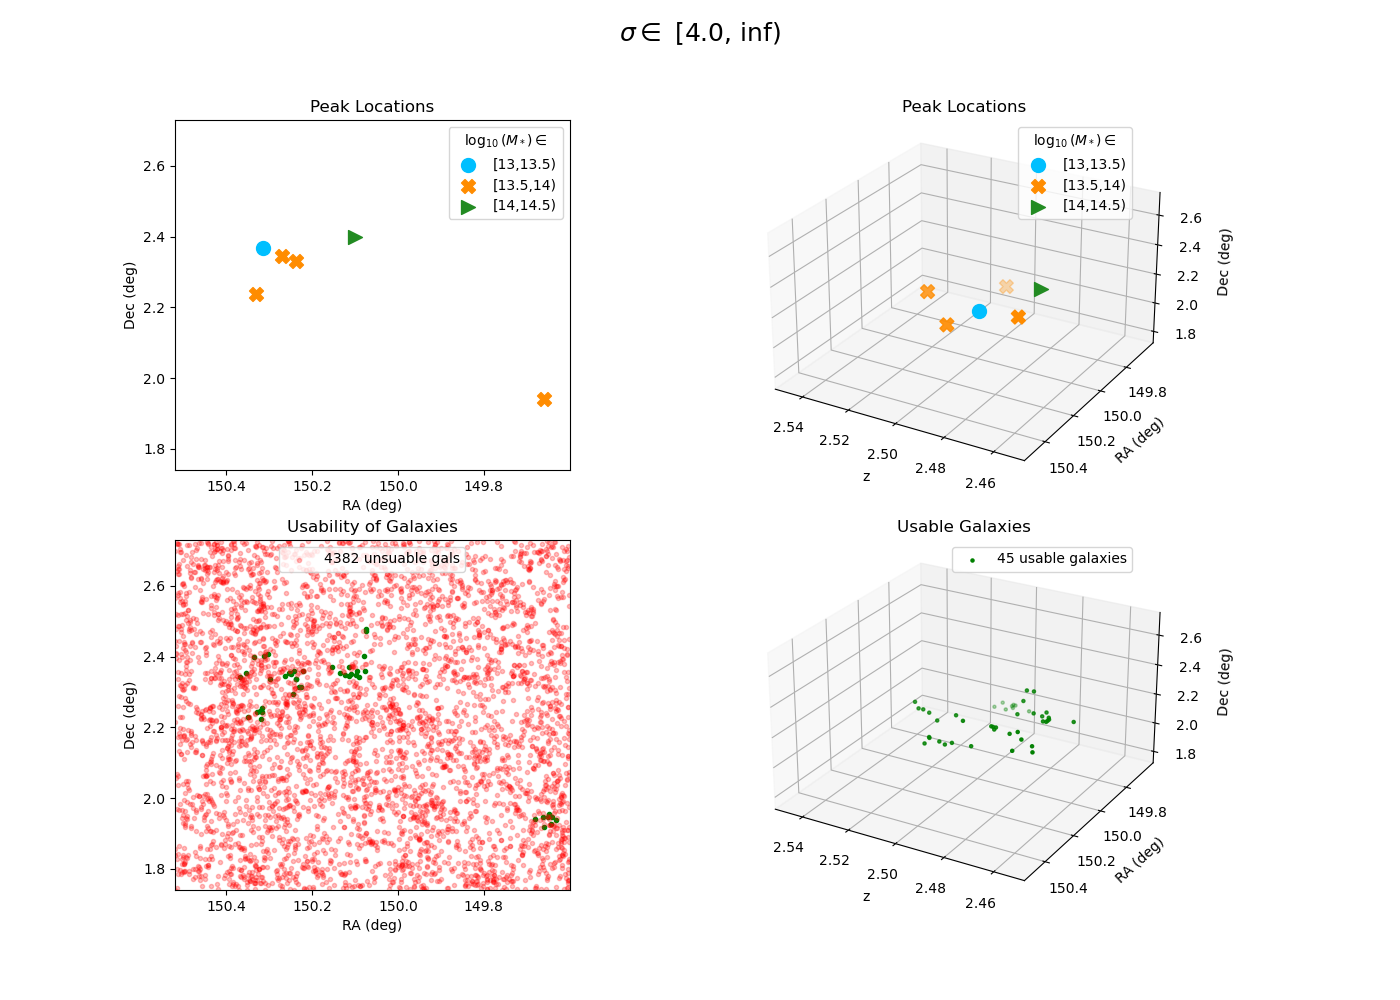 σ ∈ [4.0, inf)
Peak Locations
log₁₀(M*) ∈
[13,13.5)
[13.5,14)
[14,14.5)
2.6
2.4
2.2
2.0
1.8
Dec (deg)
150.4 150.2 150.0 149.8
RA (deg)
Peak Locations
log₁₀(M*) ∈
[13,13.5)
[13.5,14)
[14,14.5)
2.6
2.4
2.2
2.0
1.8
Dec (deg)
149.8
150.0
150.2
150.4
RA (deg)
2.54
2.52
2.50
2.48
2.46
z
Usability of Galaxies
4382 unsuable gals
2.6
2.4
2.2
2.0
1.8
Dec (deg)
150.4 150.2 150.0 149.8
RA (deg)
Usable Galaxies
45 usable galaxies
2.6
2.4
2.2
2.0
1.8
Dec (deg)
149.8
150.0
150.2
150.4
RA (deg)
2.54
2.52
2.50
2.48
2.46
z